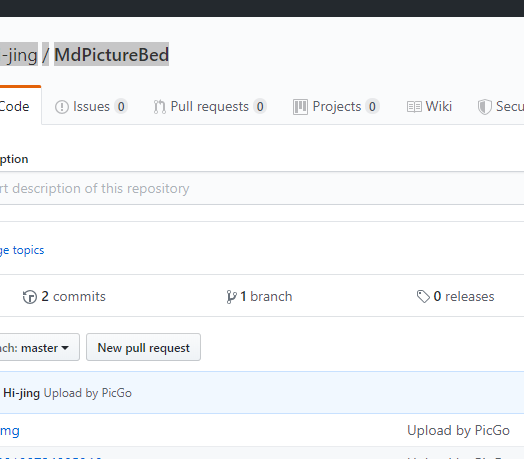 -jing / MdPictureBed
Code Issues 0 Pull requests 0 Projects 0 Wiki Secu
ption
rt description of this repository
ge topics
2 commits 1 branch 0 releases
ch: master New pull request
Hi-jing Upload by PicGo
mg Upload by PicGo